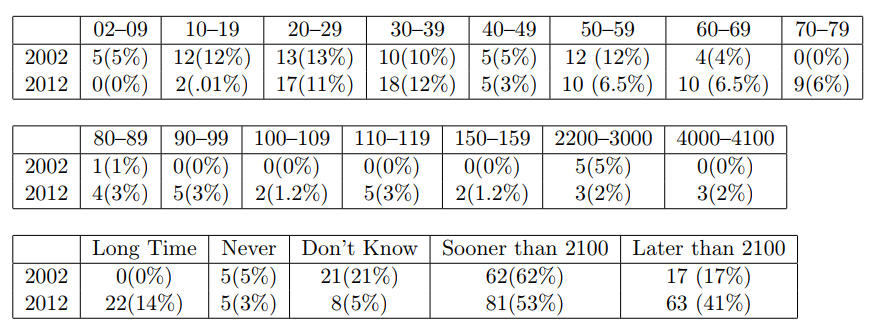 02–09 10–19 20–29 30–39 40–49 50–59 60–69 70–79
2002 5(5%) 12(12%) 13(13%) 10(10%) 5(5%) 12 (12%) 4(4%) 0(0%)
2012 0(0%) 2(.01%) 17(11%) 18(12%) 5(3%) 10 (6.5%) 10 (6.5%) 9(6%)
80–89 90–99 100–109 110–119 150–159 2200–3000 4000–4100
2002 1(1%) 0(0%) 0(0%) 0(0%) 0(0%) 5(5%) 0(0%)
2012 4(3%) 5(3%) 2(1.2%) 5(3%) 2(1.2%) 3(2%) 3(2%)
Long Time Never Don't Know Sooner than 2100 Later than 2100
2002 0(0%) 5(5%) 21(21%) 62(62%) 17 (17%)
2012 22(14%) 5(3%) 8(5%) 81(53%) 63 (41%)